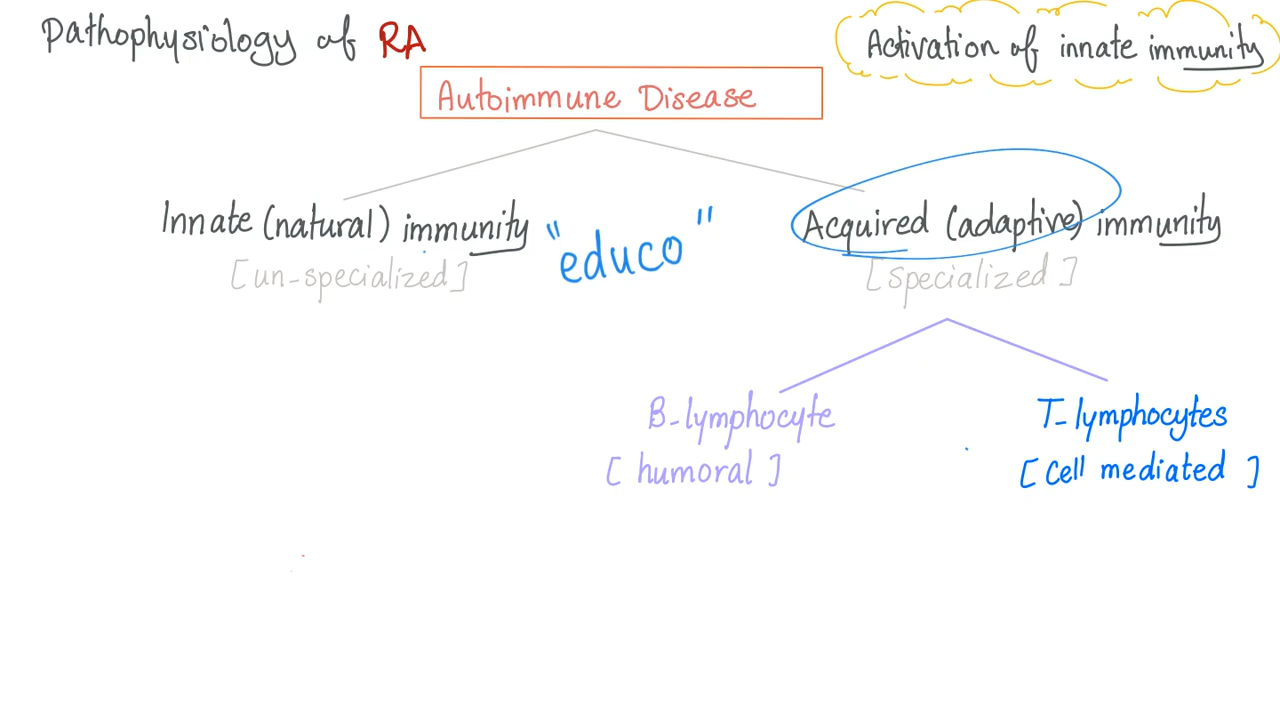 Pathophysiology of RA
Activation of innate immunity
Autoimmune Disease
Innate (natural) immunity
"educo"
Acquired (adaptive) immunity
[un-specialized]
[specialized]
B-lymphocyte
T-lymphocytes
[humoral]
[Cell mediated]